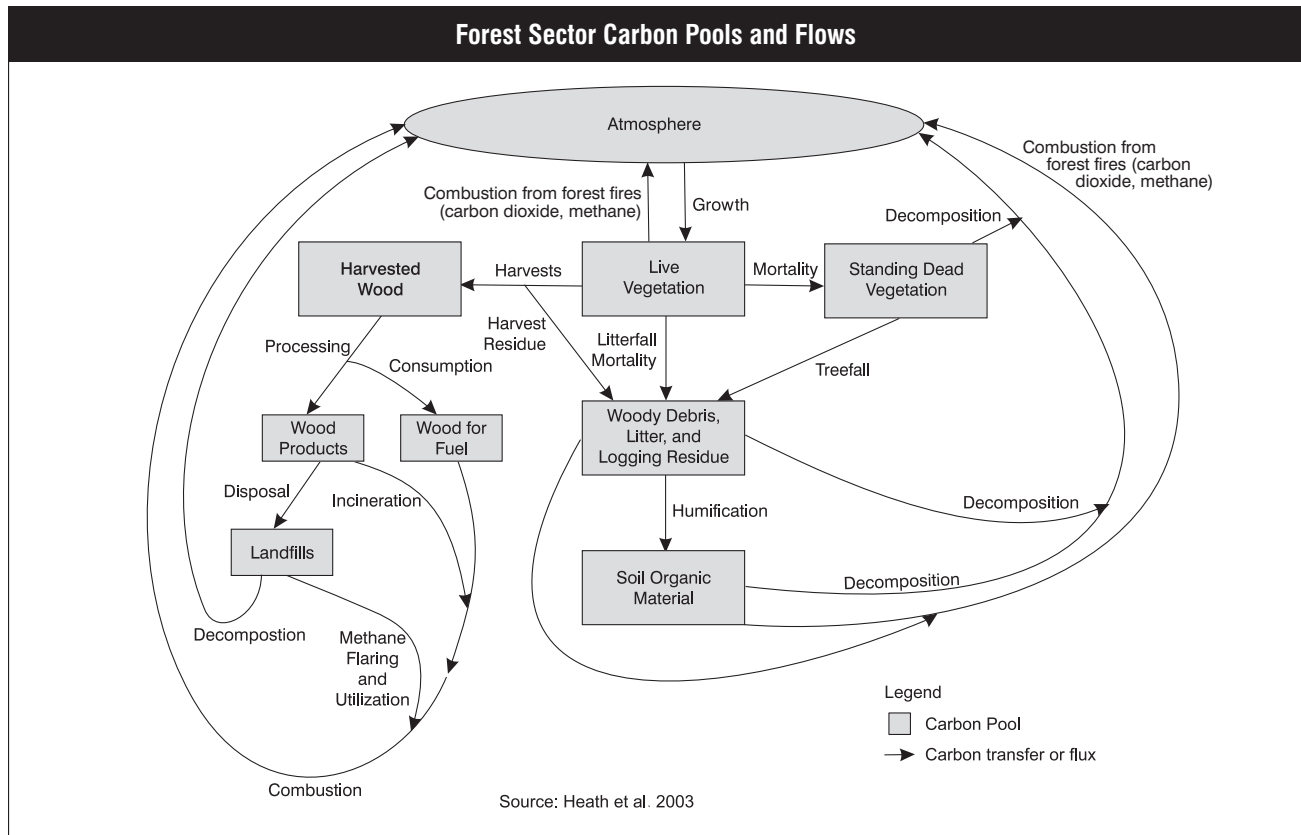 Forest Sector Carbon Pools and Flows
Atmosphere
Combustion from forest fires
(carbon dioxide, methane)
Growth
Combustion from
forest fires (carbon
dioxide, methane)
Decomposition
Harvested
Wood
Harvests
Live
Vegetation
Mortality
Standing Dead
Vegetation
Harvest
Residue
Litterfall
Mortality
Treefall
Processing
Consumption
Wood
Products
Wood for
Fuel
Woody Debris,
Litter, and
Logging Residue
Disposal
Incineration
Decomposition
Humification
Landfills
Soil Organic
Material
Decomposition
Decompostion
Methane
Flaring
and
Utilization
Combustion
Legend
Carbon Pool
Carbon transfer or flux
Source: Heath et al. 2003